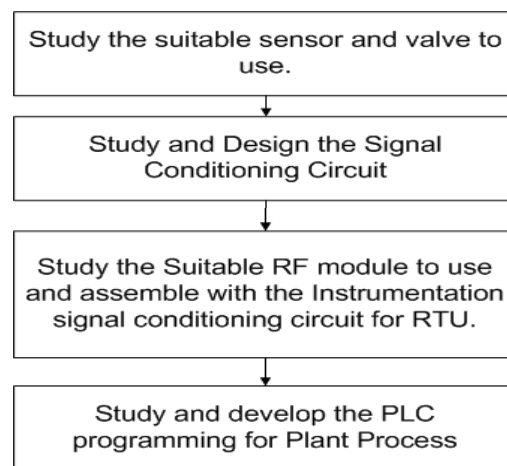 Study the suitable sensor and valve to
use.
Study and Design the Signal
Conditioning Circuit
Study the Suitable RF module to use
and assemble with the Instrumentation
signal conditioning circuit for RTU.
Study and develop the PLC
programming for Plant Process